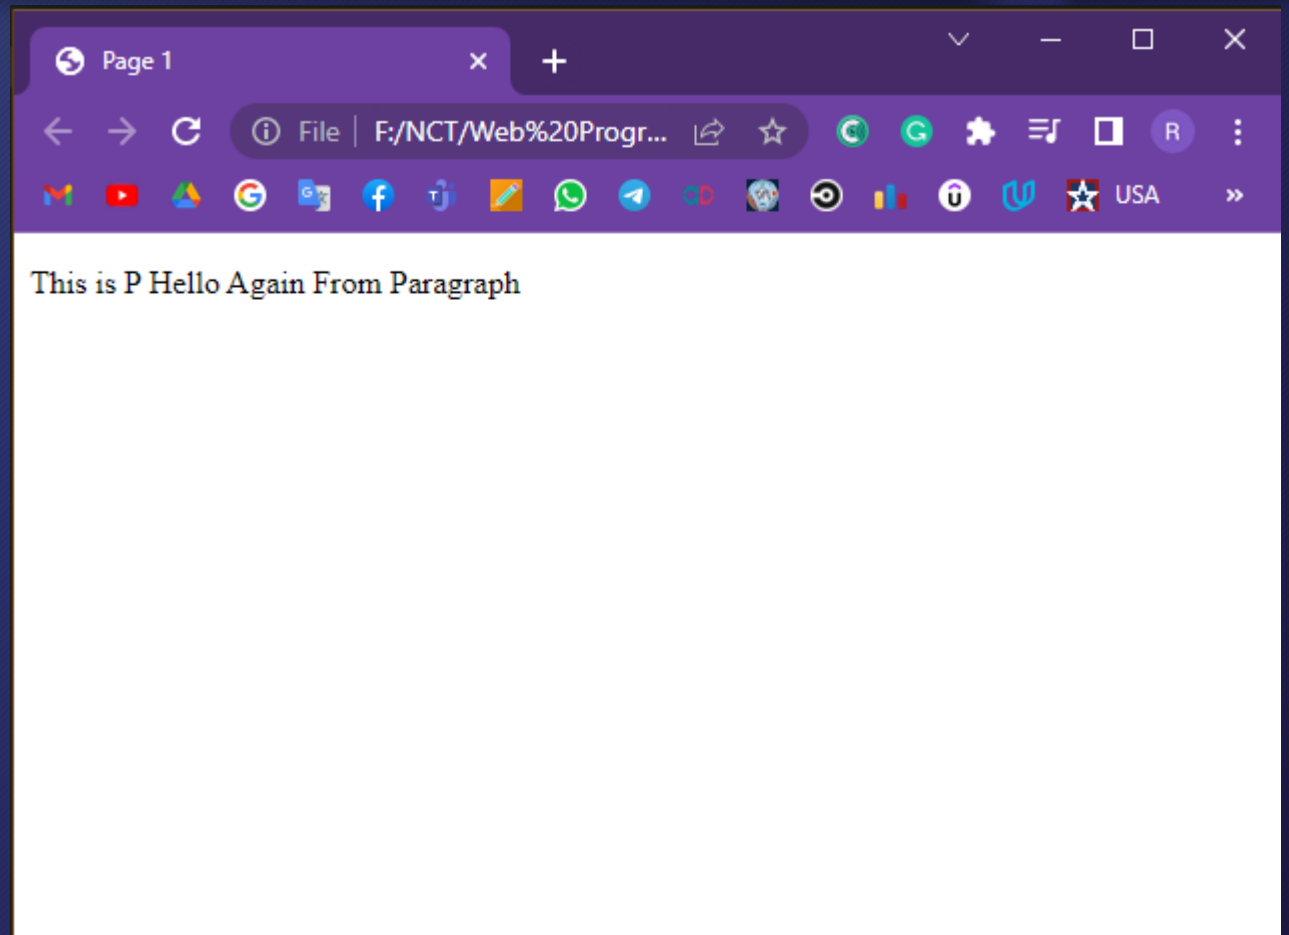 Page 1
File F:/NCT/Web%20Progr... R
USA
This is P Hello Again From Paragraph